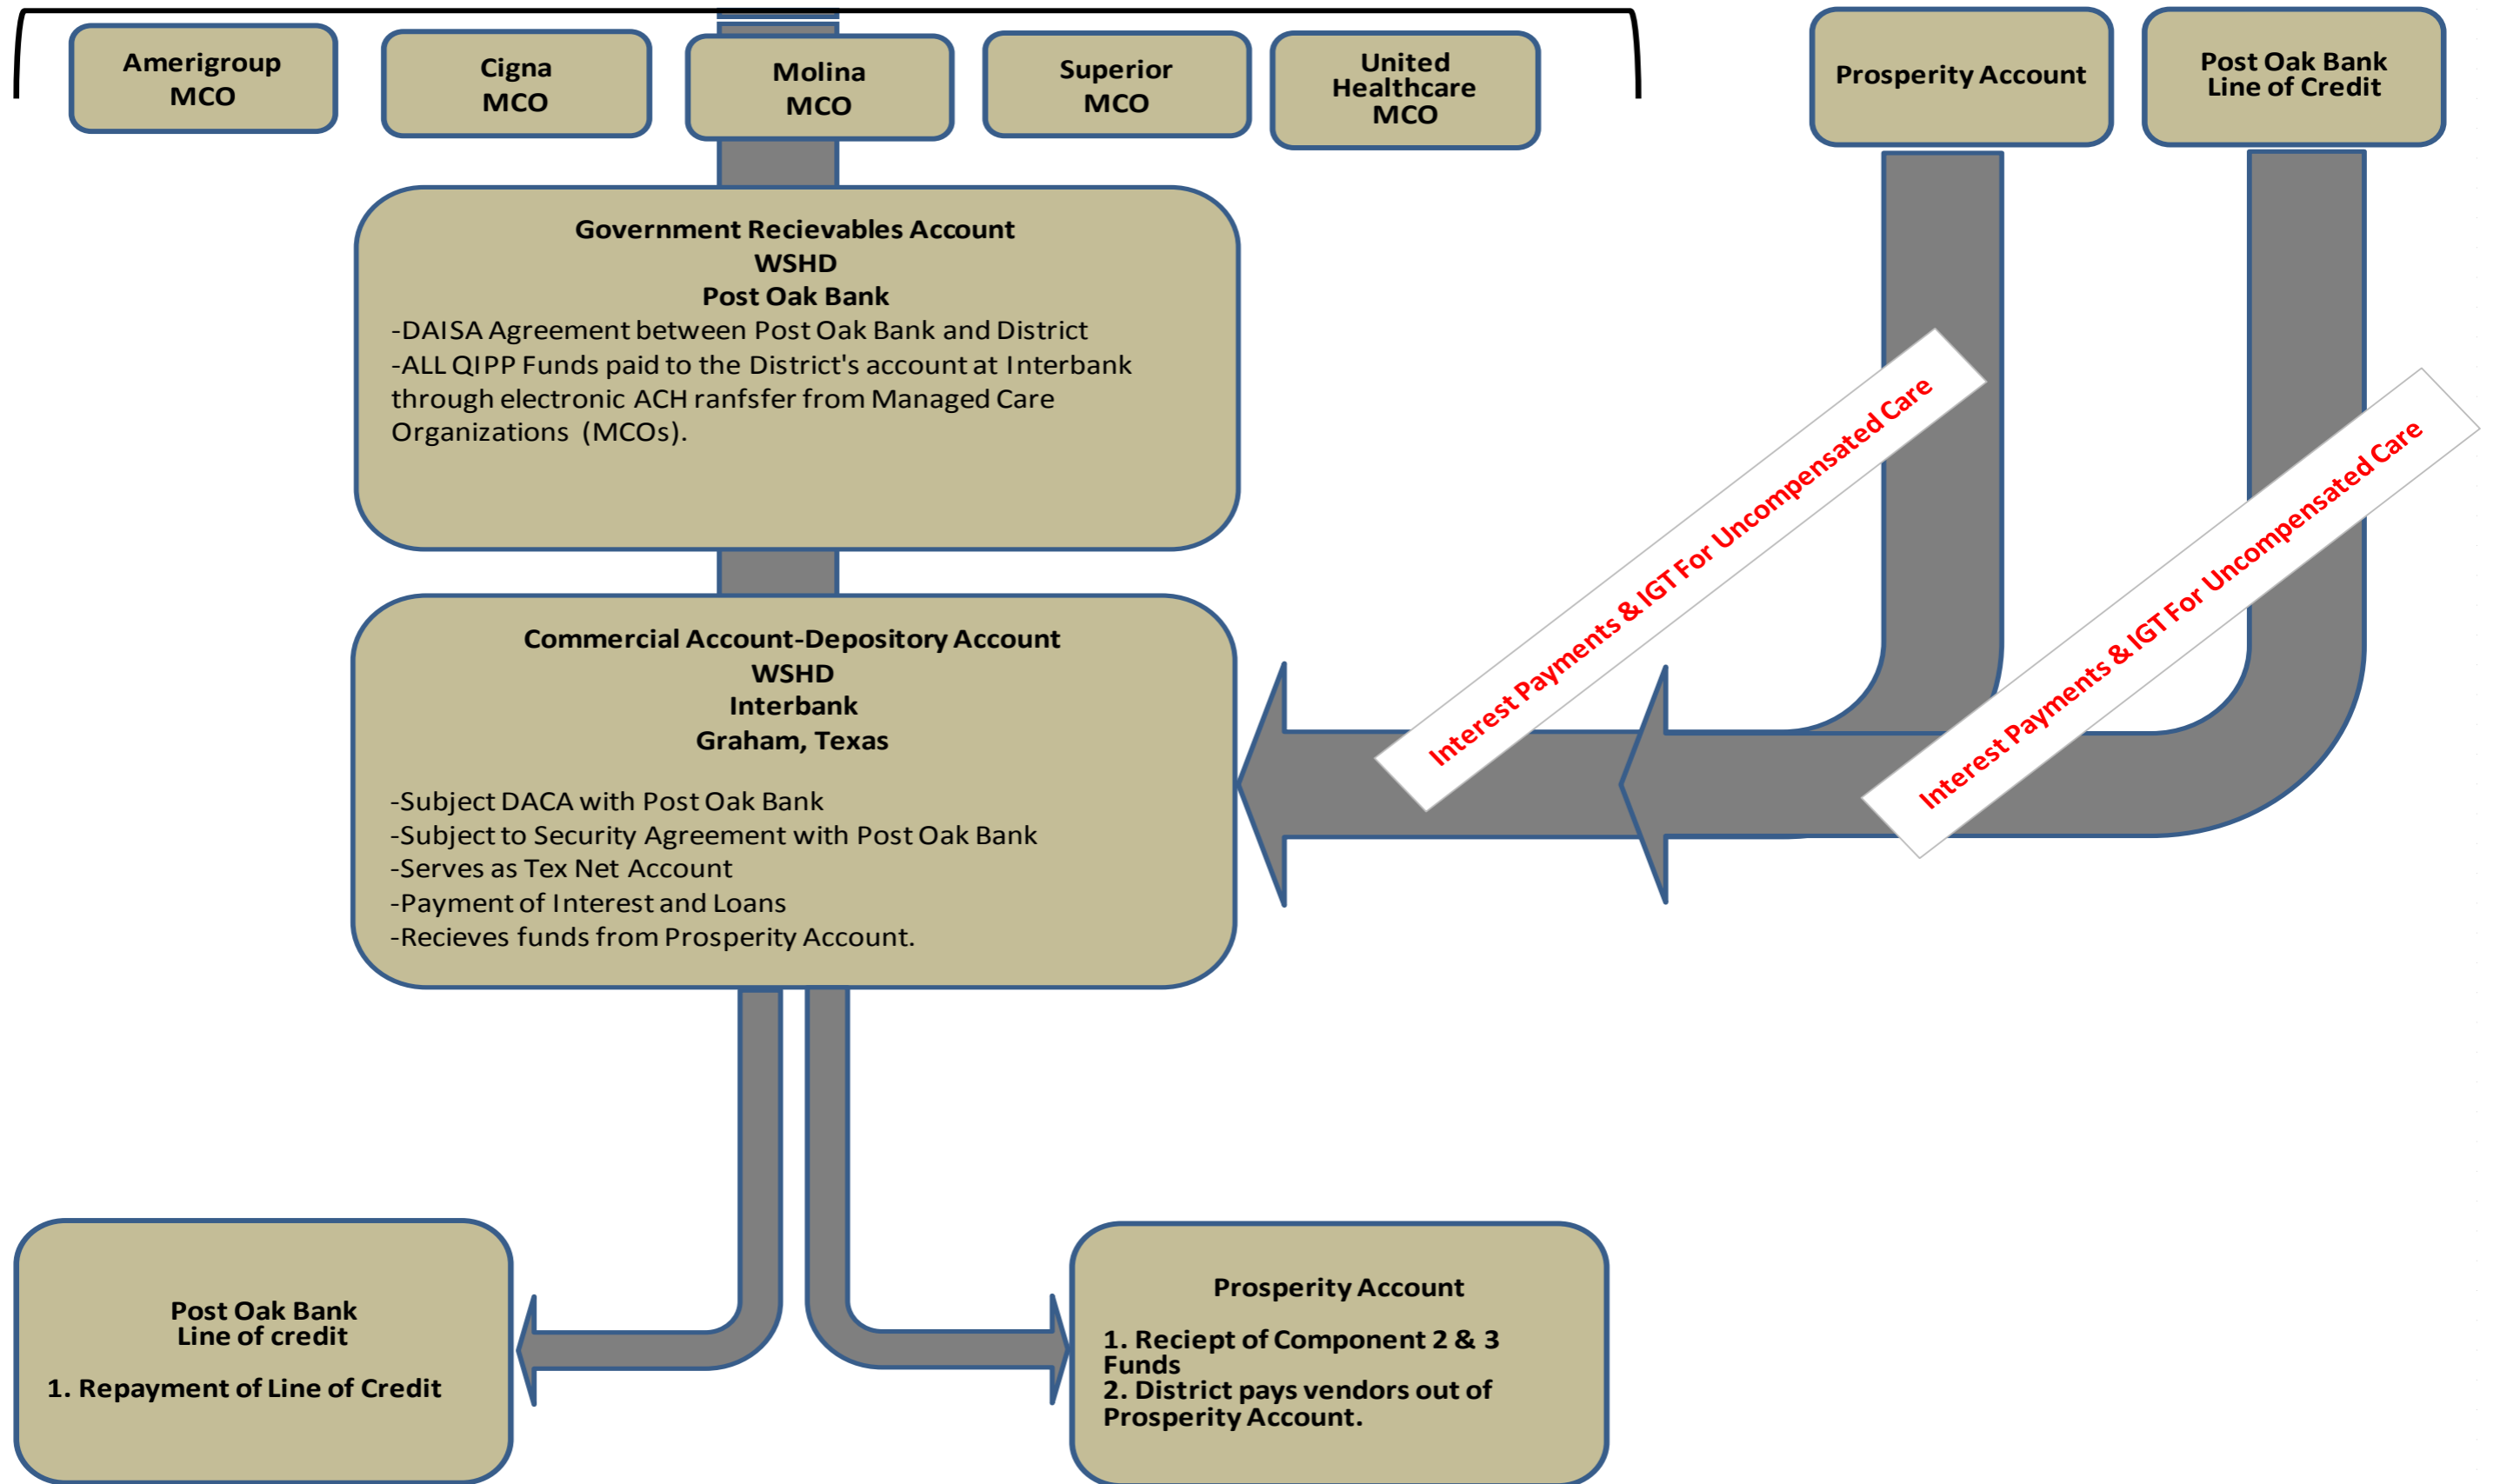 Amerigroup
MCO
Cigna
MCO
Molina
MCO
Superior
MCO
United
Healthcare
MCO
Prosperity Account
Post Oak Bank
Line of Credit
Government Recievables Account
WSHD
Post Oak Bank
-DAISA Agreement between Post Oak Bank and District
-ALL QIPP Funds paid to the District's account at Interbank
through electronic ACH ranfsfer from Managed Care
Organizations (MCOs).
Interest Payments & IGT For Uncompensated Care
Interest Payments & IGT For Uncompensated Care
Commercial Account-Depository Account
WSHD
Interbank
Graham, Texas
-Subject DACA with Post Oak Bank
-Subject to Security Agreement with Post Oak Bank
-Serves as Tex Net Account
-Payment of Interest and Loans
-Recieves funds from Prosperity Account.
Post Oak Bank
Line of credit
1. Repayment of Line of Credit
Prosperity Account
1. Reciept of Component 2 & 3
Funds
2. District pays vendors out of
Prosperity Account.